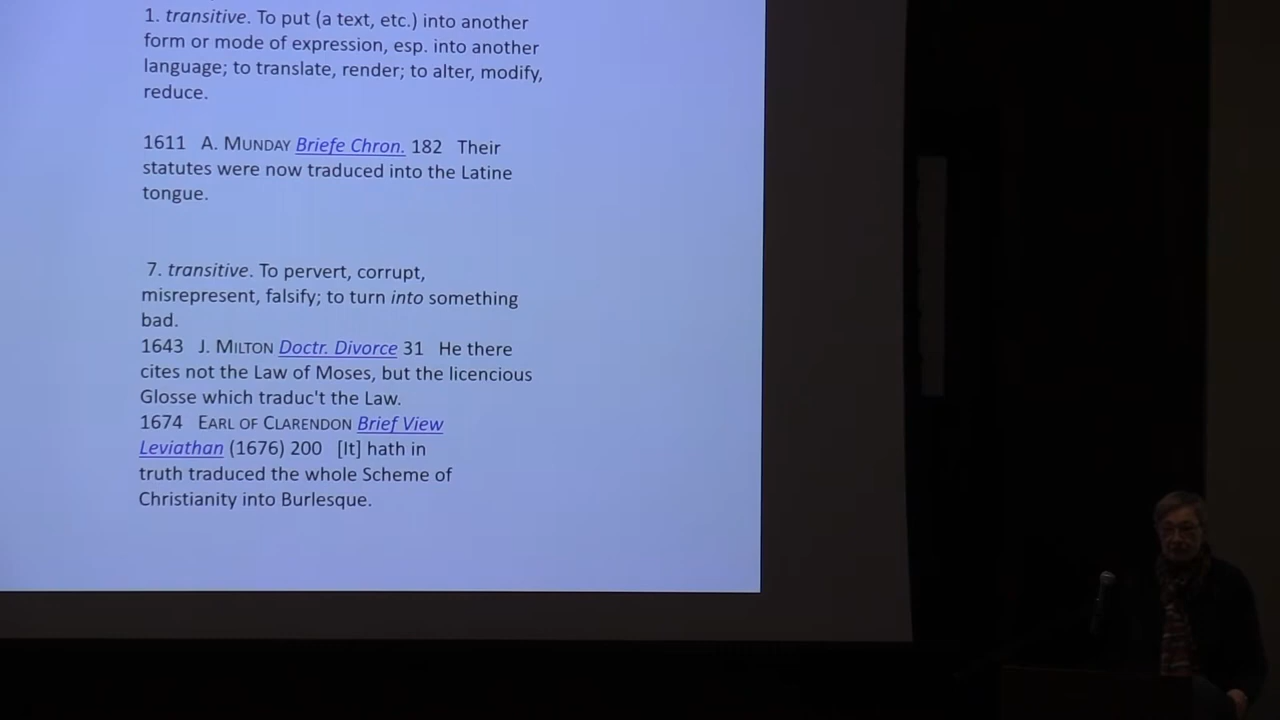 1. transitive. To put (a text, etc.) into another
form or mode of expression, esp. into another
language; to translate, render; to alter, modify,
reduce.
1611 A. MUNDAY Briefe Chron. 182 Their
statutes were now traduced into the Latine
tongue.
7. transitive. To pervert, corrupt,
misrepresent, falsify; to turn into something
bad.
1643 J. MILTON Doctr. Divorce 31 He there
cites not the Law of Moses, but the licencious
Glosse which traduc't the Law.
1674 EARL OF CLARENDON Brief View
Leviathan (1676) 200 [It] hath in
truth traduced the whole Scheme of
Christianity into Burlesque.